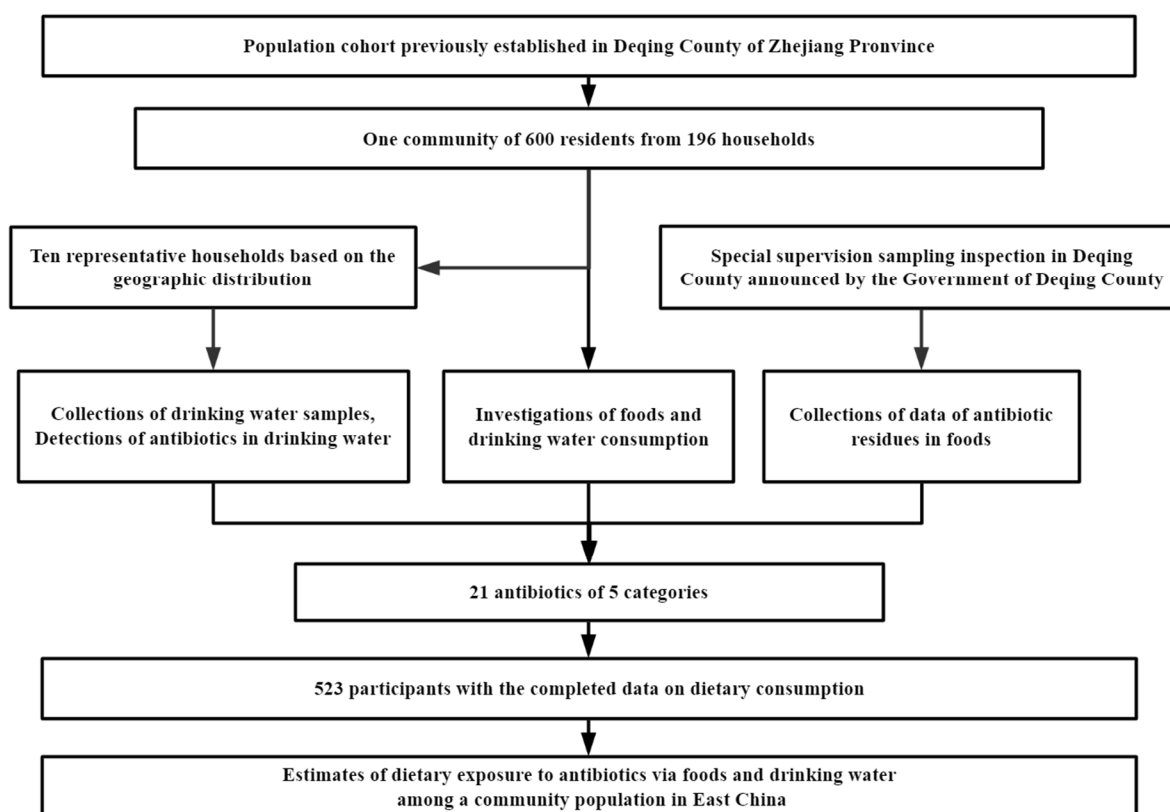 Population cohort previously established in Deqing County of Zhejiang Pronvince
One community of 600 residents from 196 households
Ten representative households based on the
geographic distribution
Special supervision sampling inspection in Deqing
County announced by the Government of Deqing County
Collections of drinking water samples,
Detections of antibiotics in drinking water
Investigations of foods and
drinking water consumption
Collections of data of antibiotic
residues in foods
21 antibiotics of 5 categories
523 participants with the completed data on dietary consumption
Estimates of dietary exposure to antibiotics via foods and drinking water
among a community population in East China